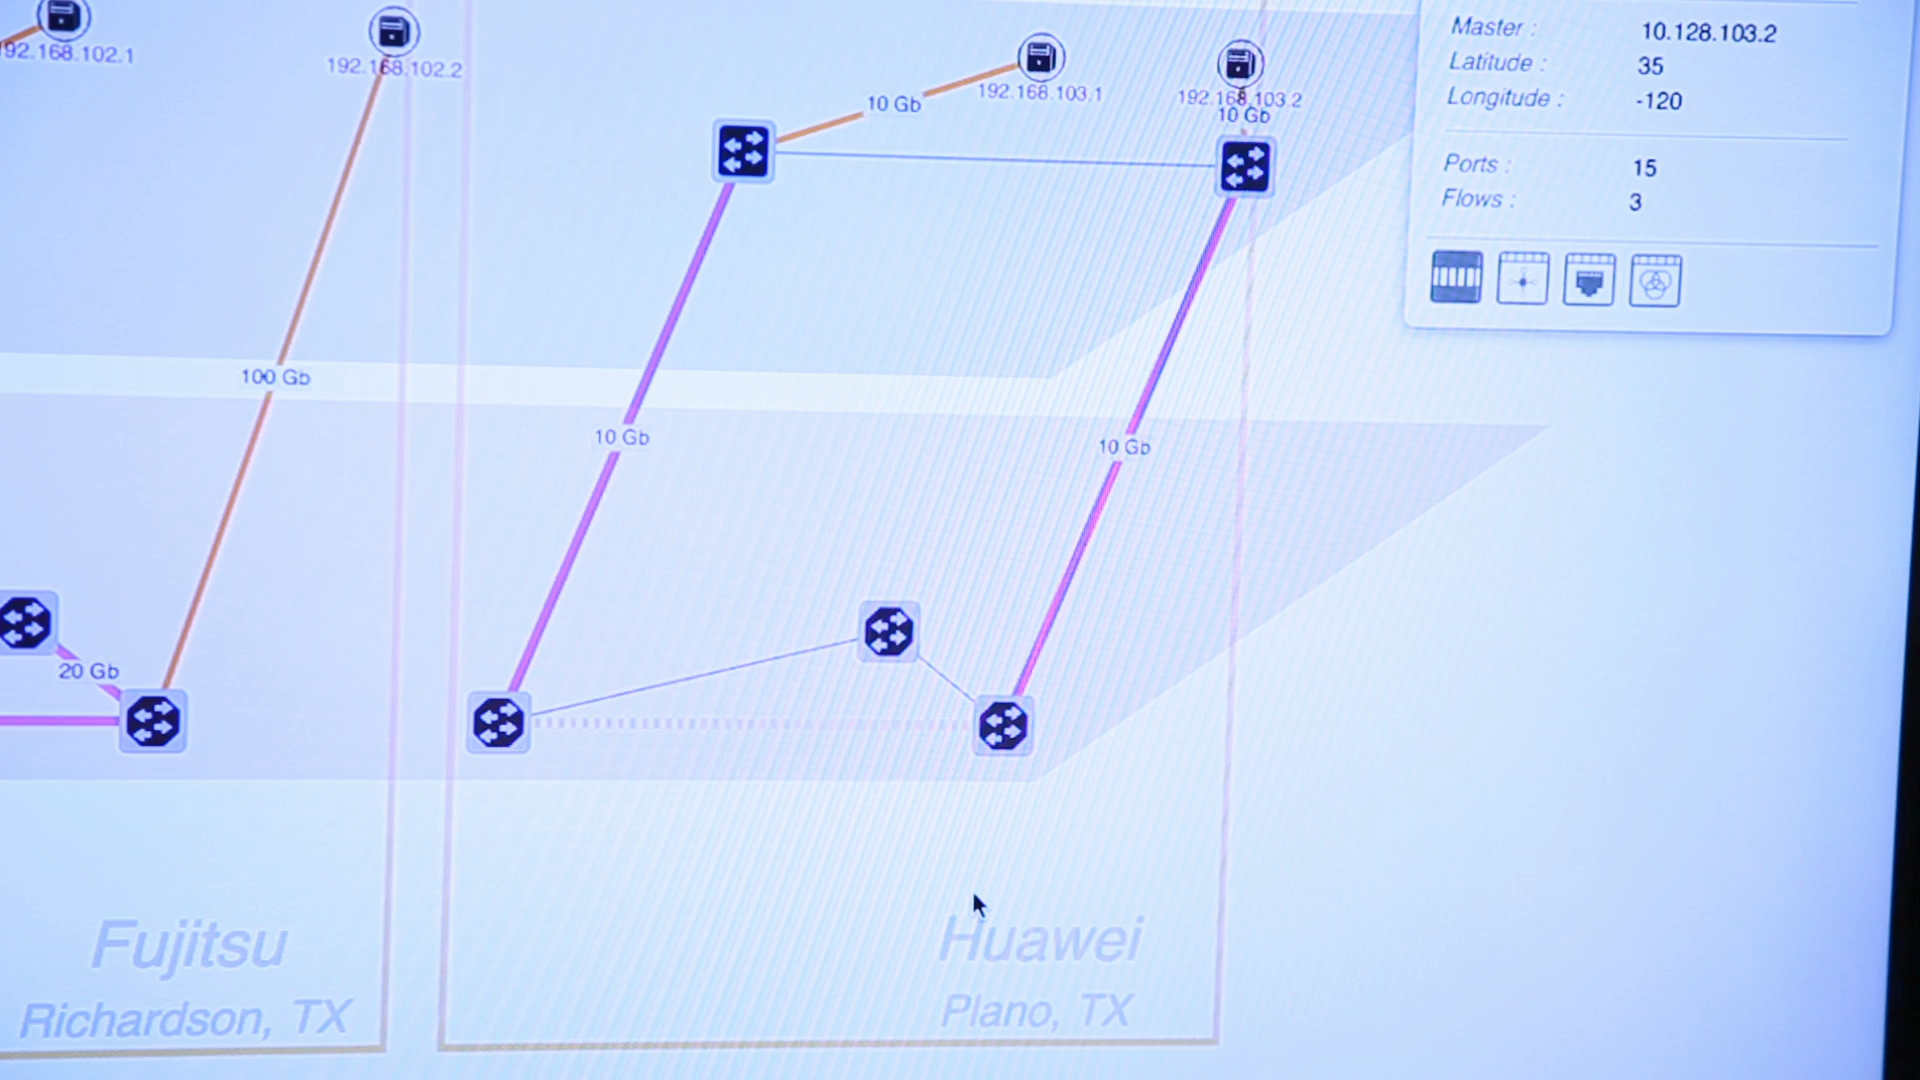 92.168.102.1
192.168.102.2
10 Gb
192.168.103.1
192.168.103.2
10 Gb
Master : 10.128.103.2
Latitude : 35
Longitude : -120
Ports : 15
Flows : 3
100 Gb
10 Gb
10 Gb
20 Gb
Fujitsu
Richardson, TX
Huawei
Plano, TX